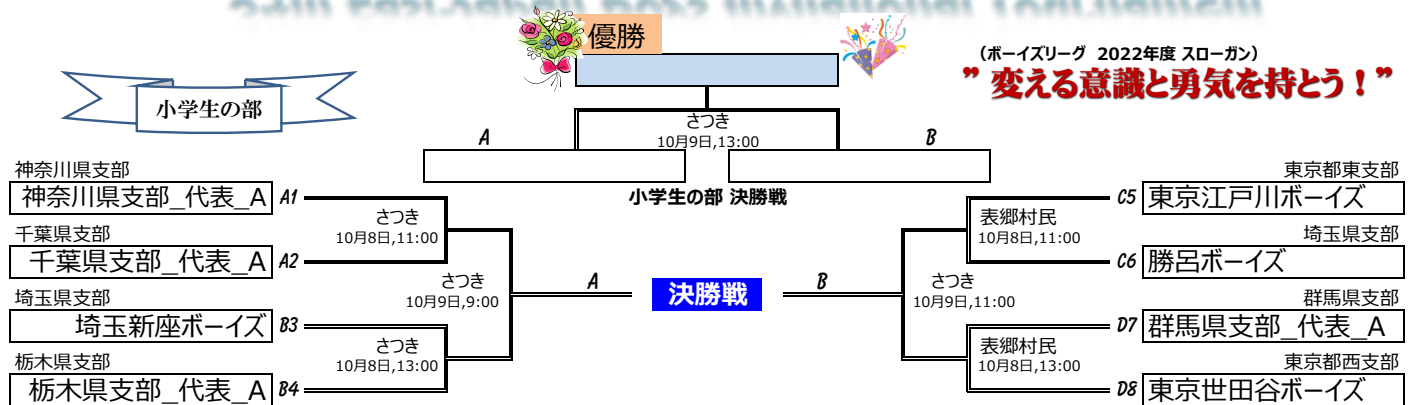 優勝
(ボーイズリーグ 2022年度 スローガン)
”変える意識と勇気を持とう！”
小学生の部
さつき
10月9日,13:00
A
B
小学生の部 決勝戦
神奈川県支部
神奈川県支部_代表_A A1
さつき
10月8日,11:00
千葉県支部
千葉県支部_代表_A A2
さつき
10月9日,9:00
埼玉県支部
埼玉新座ボーイズ B3
さつき
10月8日,13:00
栃木県支部
栃木県支部_代表_A B4
A
決勝戦
B
東京都東支部
C5 東京江戸川ボーイズ
表郷村民
10月8日,11:00
埼玉県支部
C6 勝呂ボーイズ
さつき
10月9日,11:00
群馬県支部
D7 群馬県支部_代表_A
表郷村民
10月8日,13:00
東京都西支部
D8 東京世田谷ボーイズ